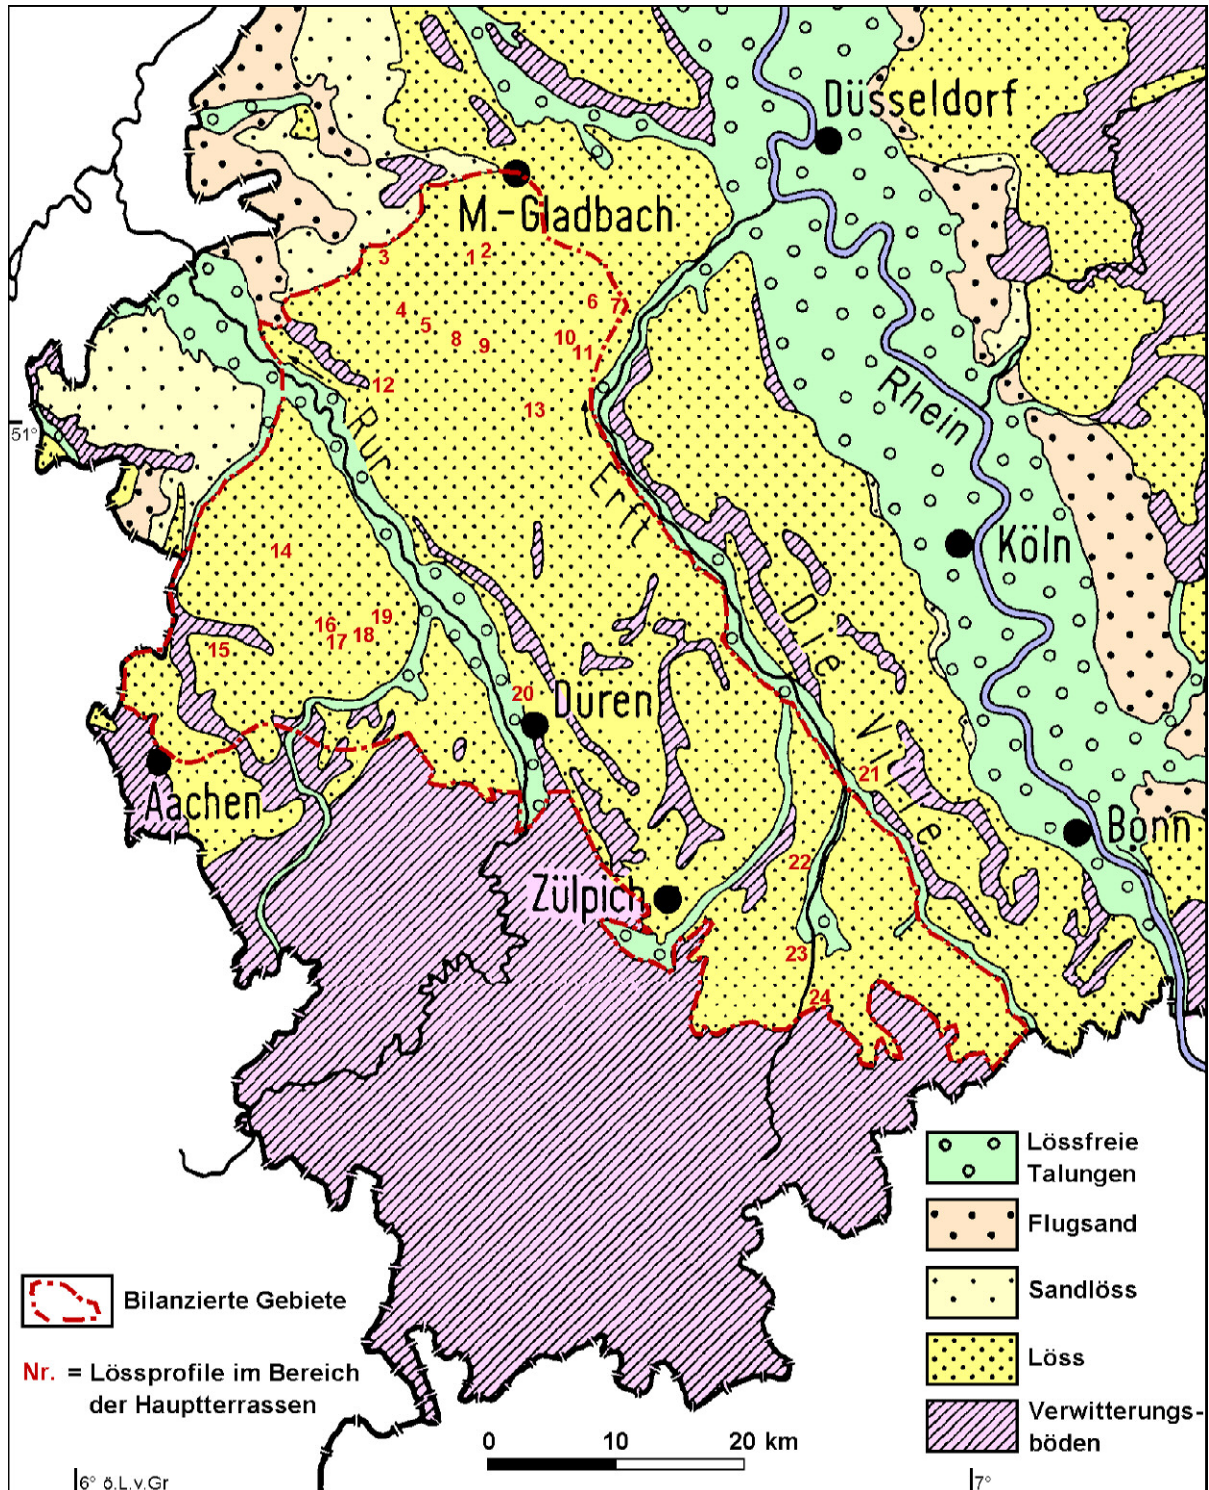 Düsseldorf
M.-Gladbach
3
1
2
4
5
6
7
8
9
10
11
12
13
Rhein
51°
Rur
Erft
Köln
14
Die Ville
16
19
18
17
15
20
Düren
21
Aachen
Bonn
22
Zülpich
23
24
Lössfreie
Talungen
Flugsand
Sandlöss
Löss
Verwitterungs-
böden
Bilanzierte Gebiete
Nr. = Lössprofile im Bereich
der Hauptterrassen
0 10 20 km
6° ö.L.v.Gr
7°